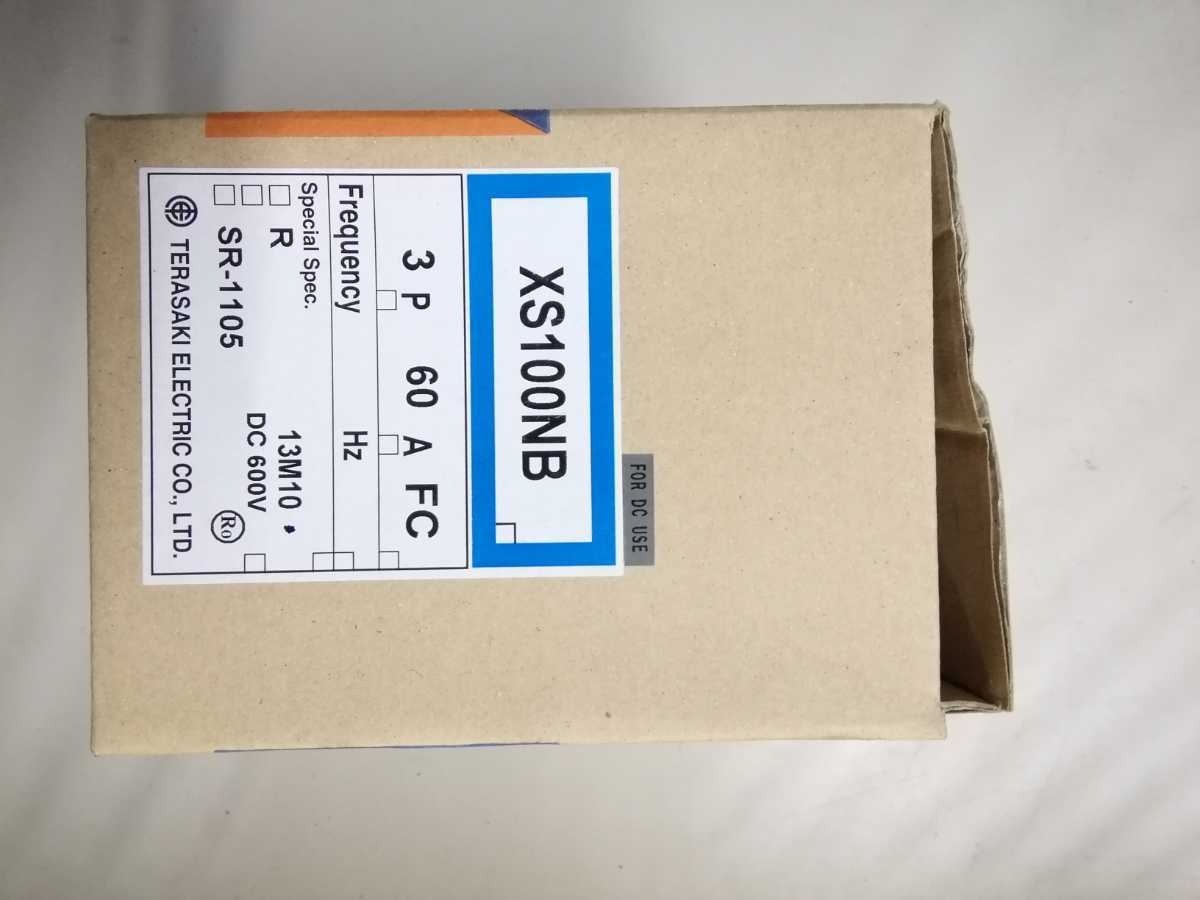 FOR DC USE
XS100NB
3 P 60 A FC
Frequency Hz
Special Spec.
R 13M10
DC 600V
SR-1105 Ro
TERASAKI ELECTRIC CO., LTD.